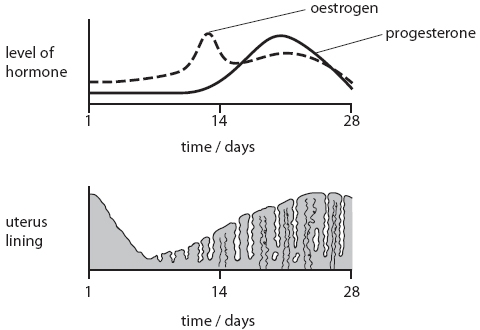 oestrogen
progesterone
level of
hormone
1
14
28
time / days
uterus
lining
1
14
28
time / days